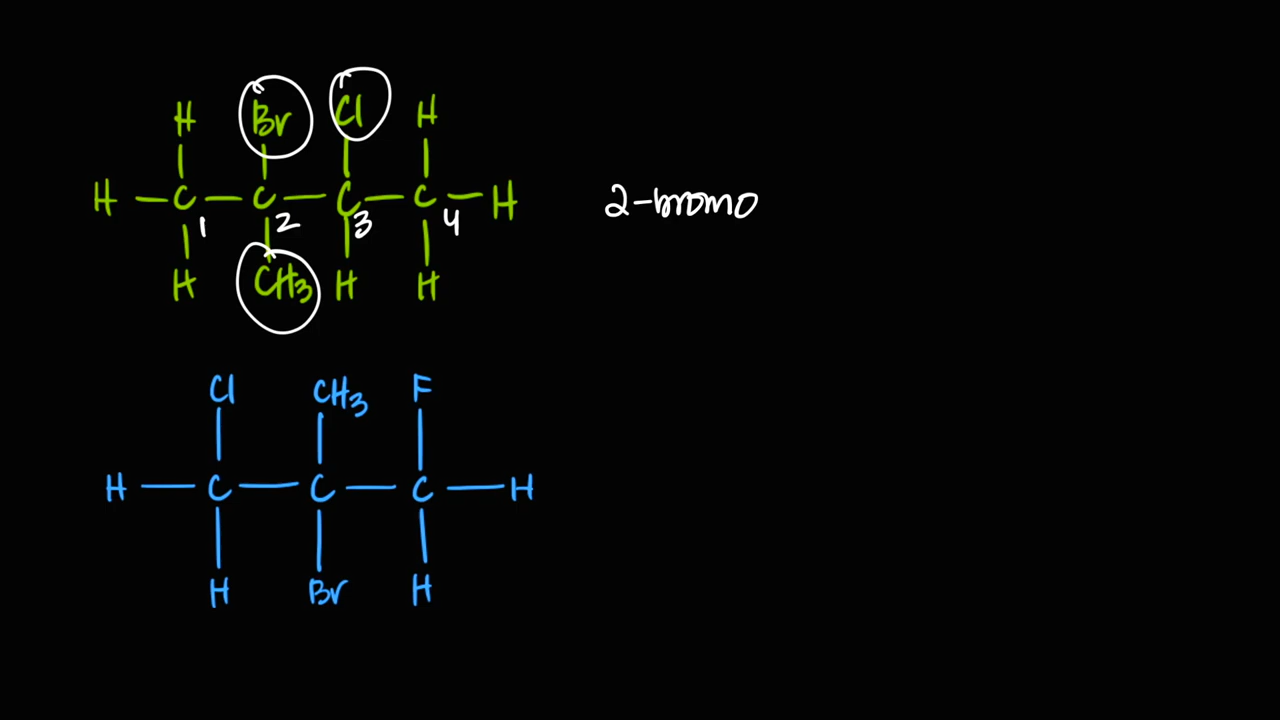 H Br Cl H
H-C-C-C-C-H 2-bromo
1 2 3 4
H CH3 H H
Cl CH3 F
H-C-C-C-H
H Br H